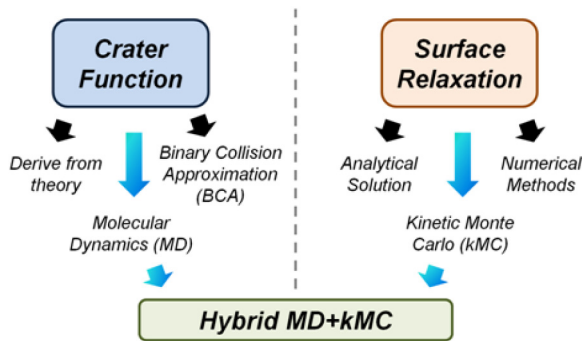 Crater
Function
Derive from
theory
Binary Collision
Approximation
(BCA)
Molecular
Dynamics (MD)
Surface
Relaxation
Analytical
Solution
Numerical
Methods
Kinetic Monte
Carlo (kMC)
Hybrid MD+kMC